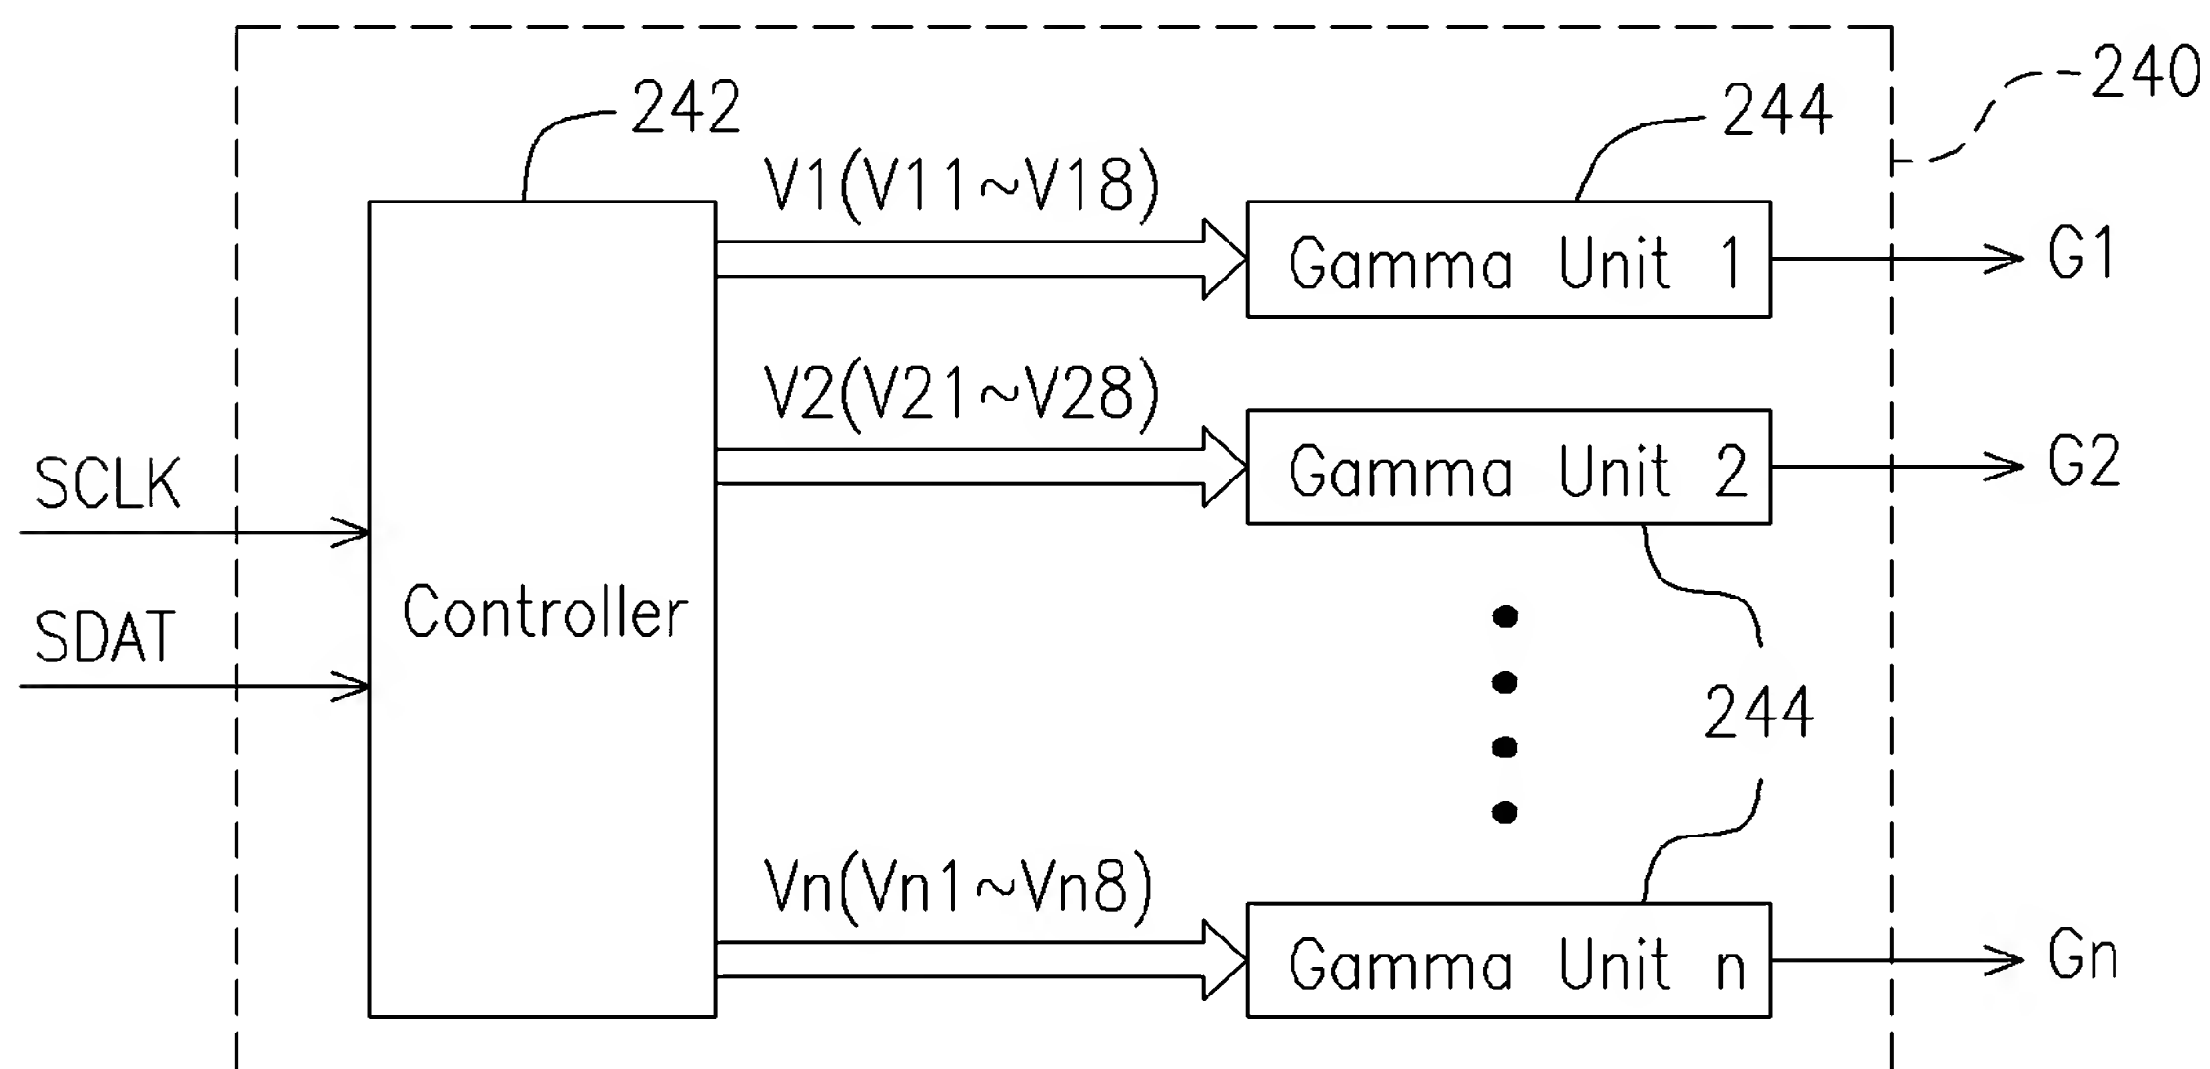 240
242
244
V1(V11~V18)
Gamma Unit 1
G1
V2(V21~V28)
Gamma Unit 2
G2
SCLK
Controller
SDAT
244
Vn(Vn1~Vn8)
Gamma Unit n
Gn